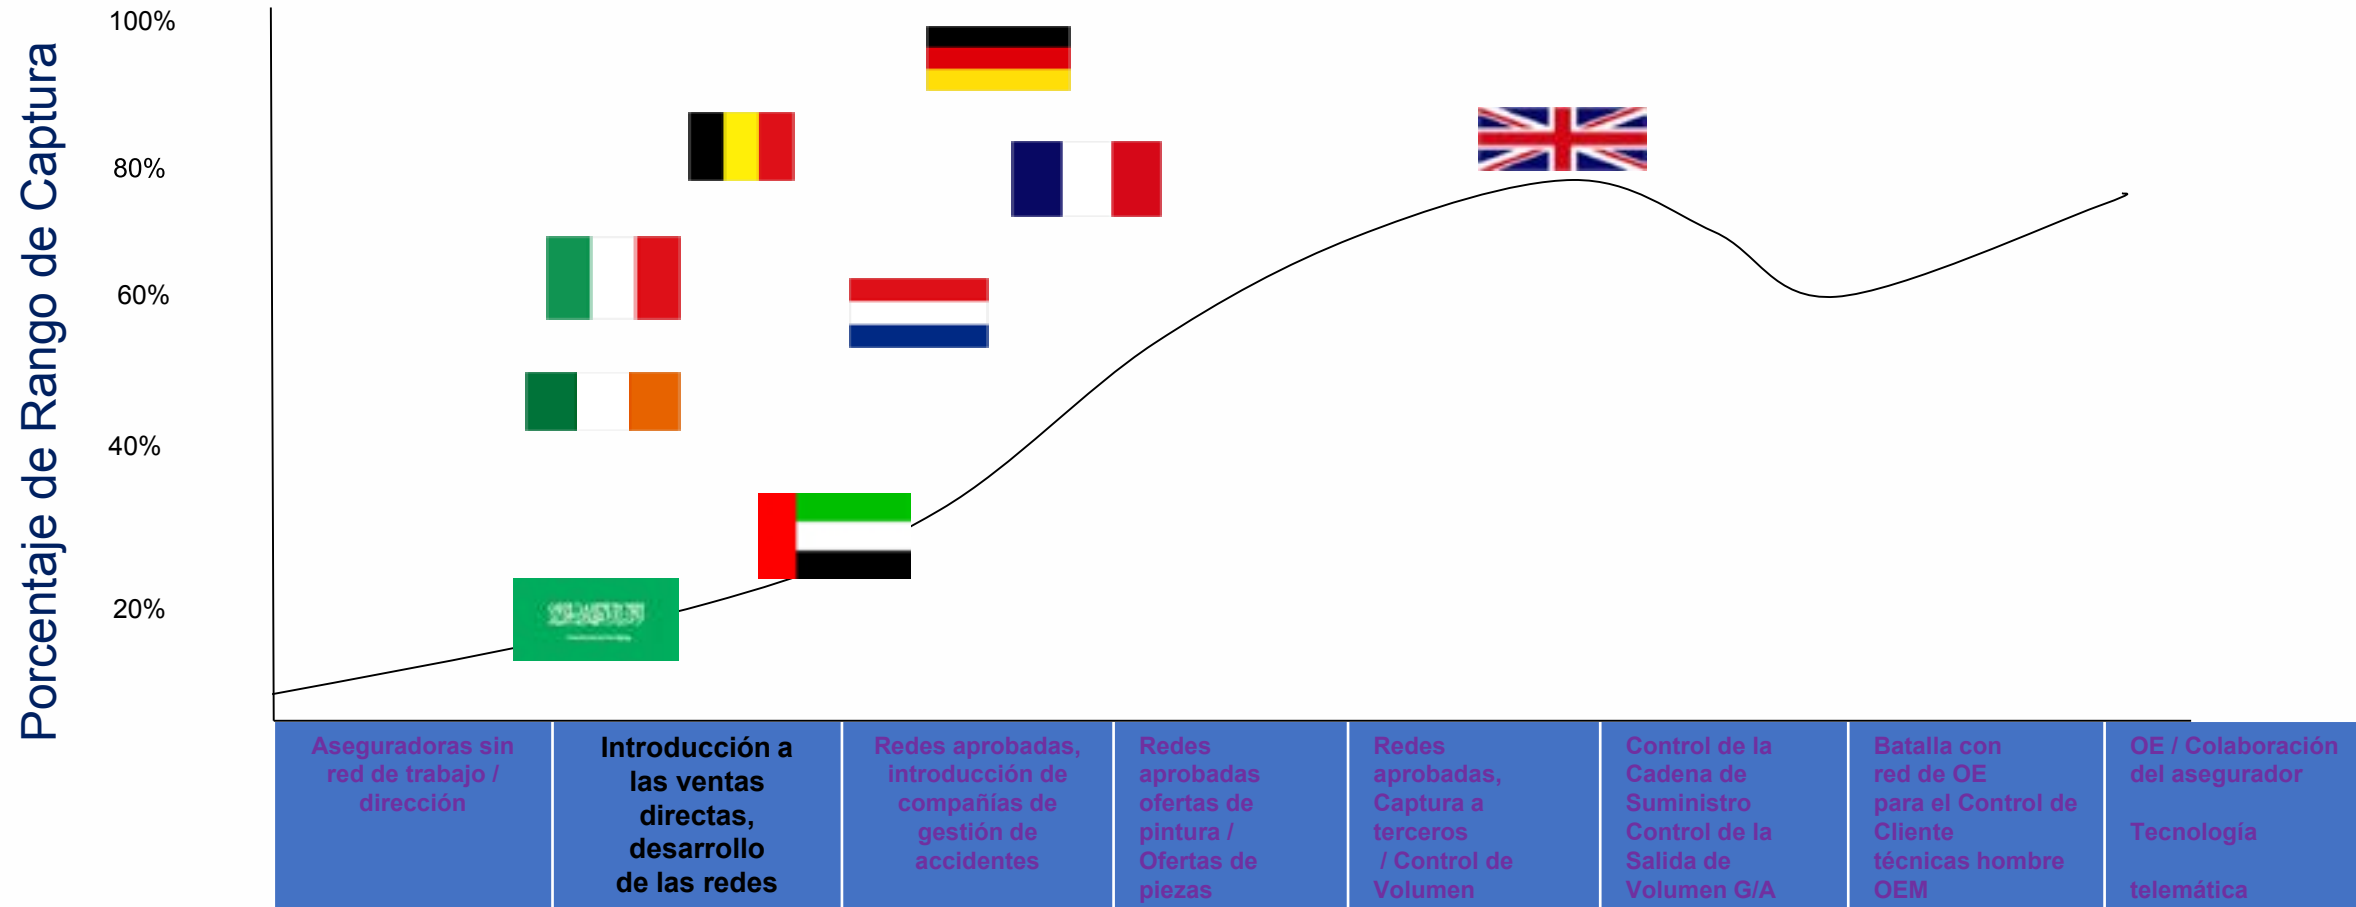 Porcentaje de Rango de Captura
100%
80%
60%
40%
20%
Aseguradoras sin
red de trabajo /
dirección
Introducción a
las ventas
directas,
desarrollo
de las redes
Redes aprobadas,
introducción de
compañías de
gestión de
accidentes
Redes
aprobadas
ofertas de
pintura /
Ofertas de
piezas
Redes
aprobadas,
Captura a
terceros
/ Control de
Volumen
Control de la
Cadena de
Suministro
Control de la
Salida de
Volumen G/A
Batalla con
red de OE
para el Control de
Cliente
técnicas hombre
OEM
OE / Colaboración
del asegurador
Tecnología
telemática